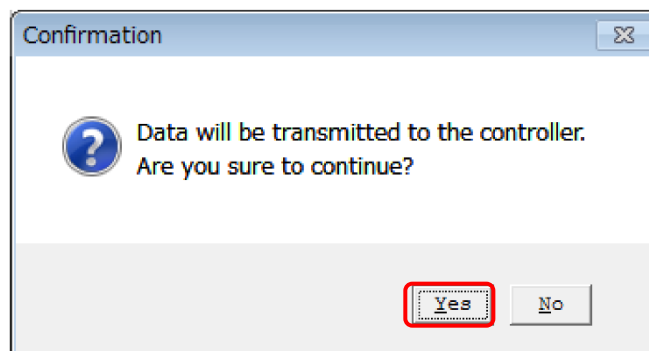 Confirmation
Data will be transmitted to the controller.
Are you sure to continue?
Yes No